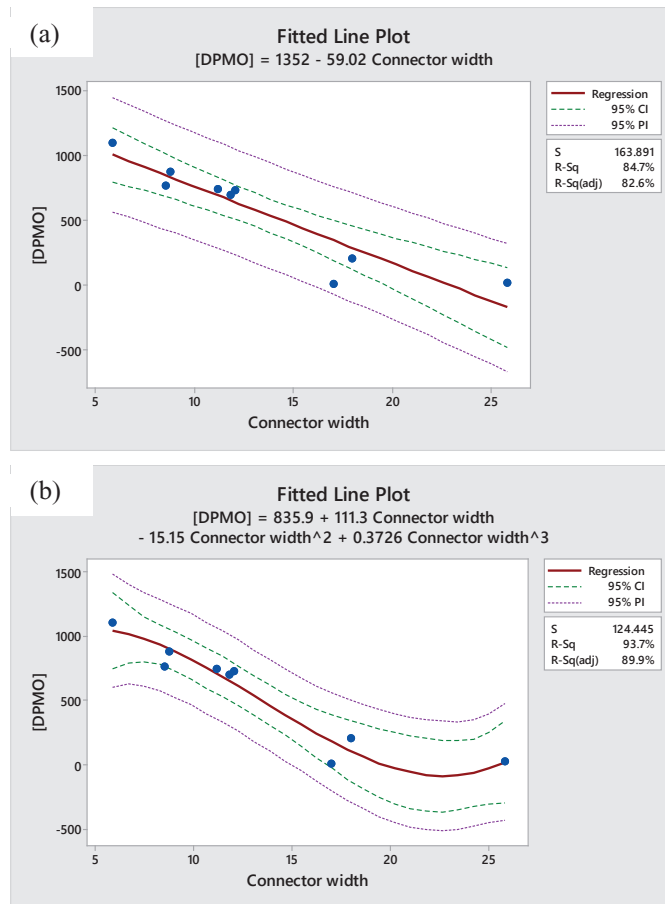 (a)
Fitted Line Plot
[DPMO] = 1352 - 59.02 Connector width
1500
1000
500
0
-500
[DPMO]
5
10
15
20
25
Connector width
Regression
95% CI
95% PI
S 163.891
R-Sq 84.7%
R-Sq(adj) 82.6%
(b)
Fitted Line Plot
[DPMO] = 835.9 + 111.3 Connector width
- 15.15 Connector width^2 + 0.3726 Connector width^3
1500
1000
500
0
-500
[DPMO]
5
10
15
20
25
Connector width
Regression
95% CI
95% PI
S 124.445
R-Sq 93.7%
R-Sq(adj) 89.9%